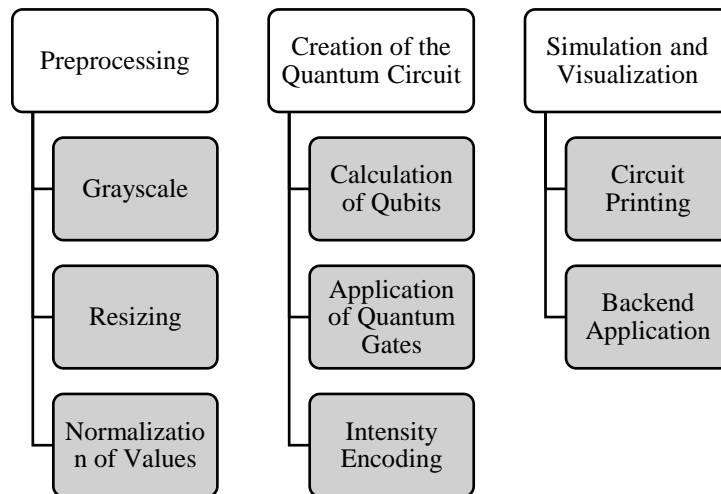 Preprocessing
Grayscale
Resizing
Normalizatio
n of Values
Creation of the
Quantum Circuit
Calculation
of Qubits
Application
of Quantum
Gates
Intensity
Encoding
Simulation and
Visualization
Circuit
Printing
Backend
Application